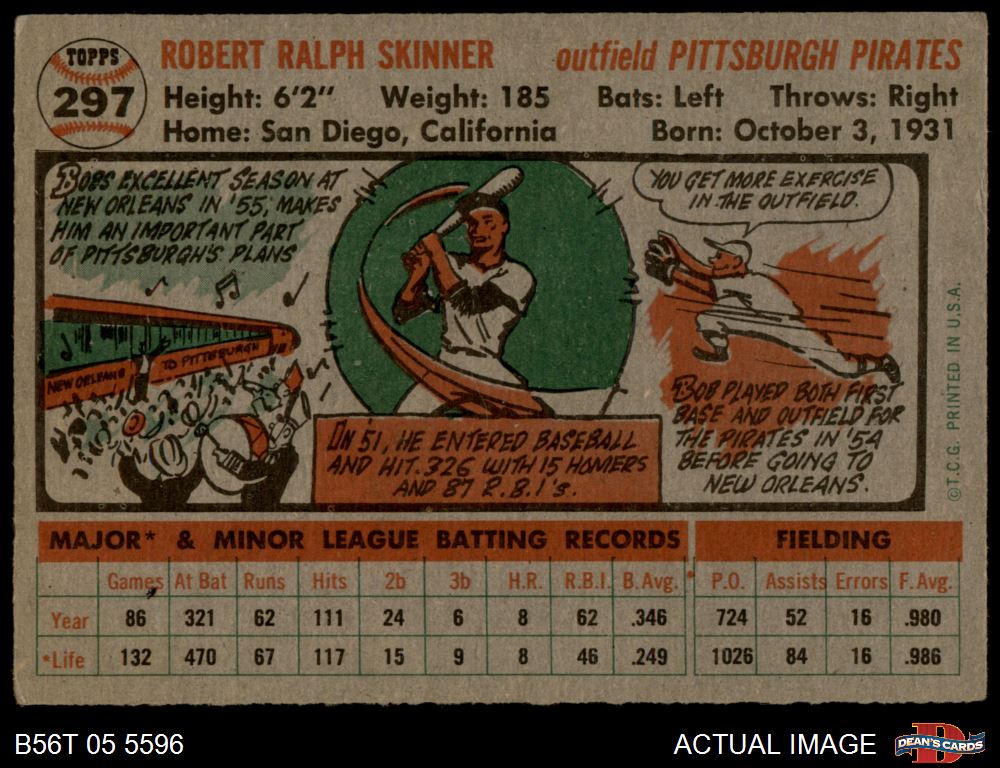 TOPPS
297
ROBERT RALPH SKINNER outfield PITTSBURGH PIRATES
Height: 6'2" Weight: 185 Bats: Left Throws: Right
Home: San Diego, California Born: October 3, 1931
BOBS EXCELLENT SEASON AT
NEW ORLEANS IN '55, MAKES
HIM AN IMPORTANT PART
OF PITTSBURGH'S PLANS
NEW ORLEANS
TO PITTSBURGH
IN '51, HE ENTERED BASEBALL
AND HIT .326 WITH 15 HOMERS
AND 87 R.B.I's.
YOU GET MORE EXERCISE
IN THE OUTFIELD.
BOB PLAYED BOTH FIRST
BASE AND OUTFIELD FOR
THE PIRATES IN '54
BEFORE GOING TO
NEW ORLEANS.
©T.C.G. PRINTED IN U.S.A.
MAJOR* & MINOR LEAGUE BATTING RECORDS FIELDING
Games At Bat Runs Hits 2b 3b H.R. R.B.I. B.Avg. P.O. Assists Errors F.Avg.
Year 86 321 62 111 24 6 8 62 .346 724 52 16 .980
*Life 132 470 67 117 15 9 8 46 .249 1026 84 16 .986
B56T 05 5596 ACTUAL IMAGE
D
DEAN'S CARDS